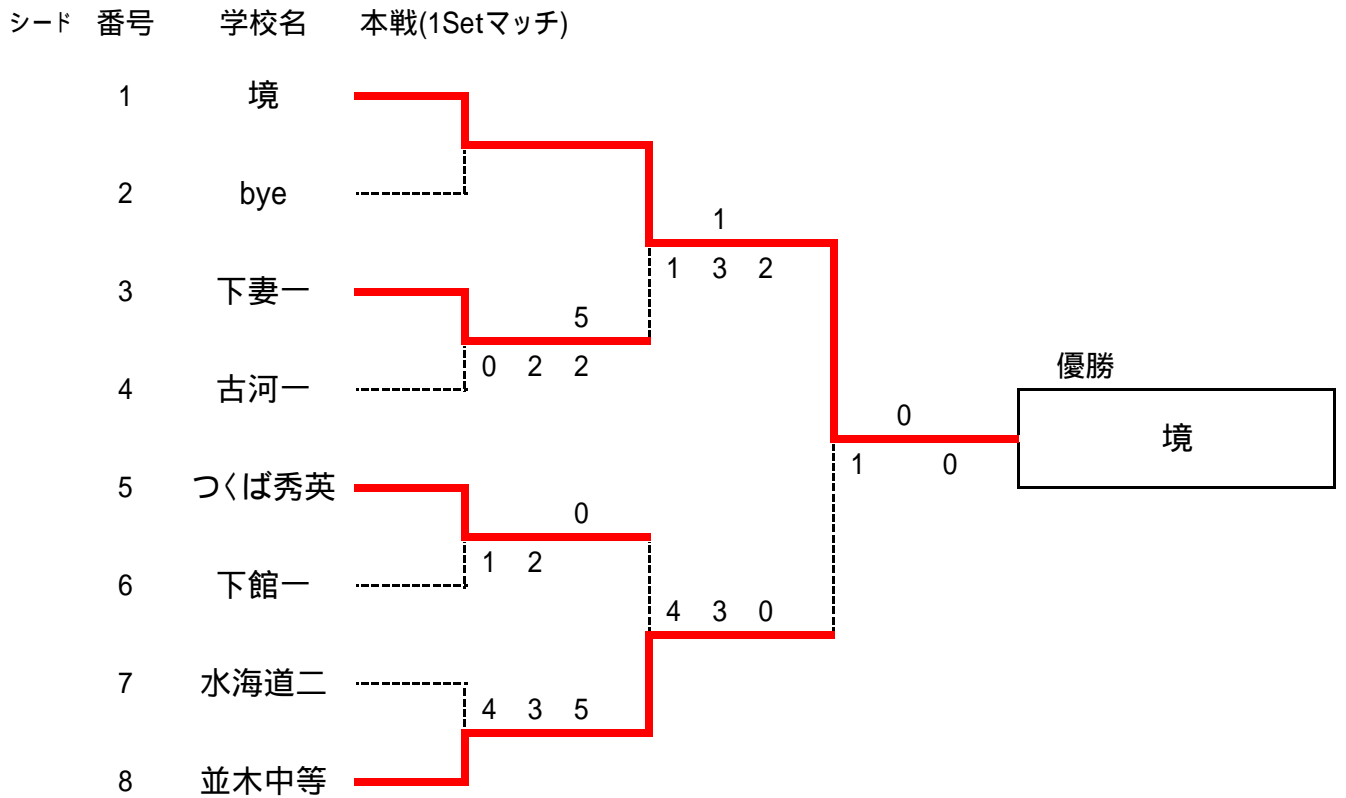 シード 番号 学校名 本戦(1Setマッチ)
1 境
2 bye
1
1 3 2
3 下妻一
5
0 2 2
4 古河一
優勝
境
0
1 0
5 つくば秀英
0
1 2
6 下館一
4 3 0
7 水海道二
4 3 5
8 並木中等